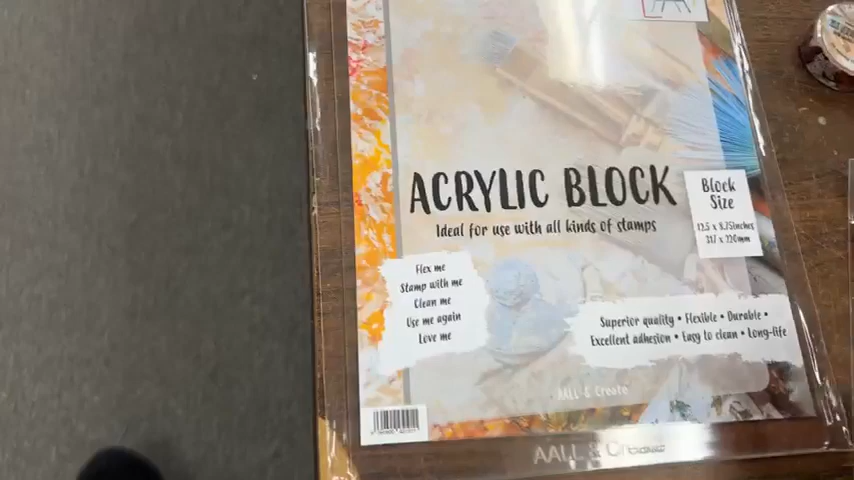 ACRYLIC BLOCK
Ideal for use with all kinds of stamps
Block
Size
12.5 x 8.75inches
317 x 220mm
Flex me
Stamp with me
Clean me
Use me again
Love me
Superior quality • Flexible • Durable •
Excellent adhesion • Easy to clean • Long-life
AALL & Create
AALL & Create